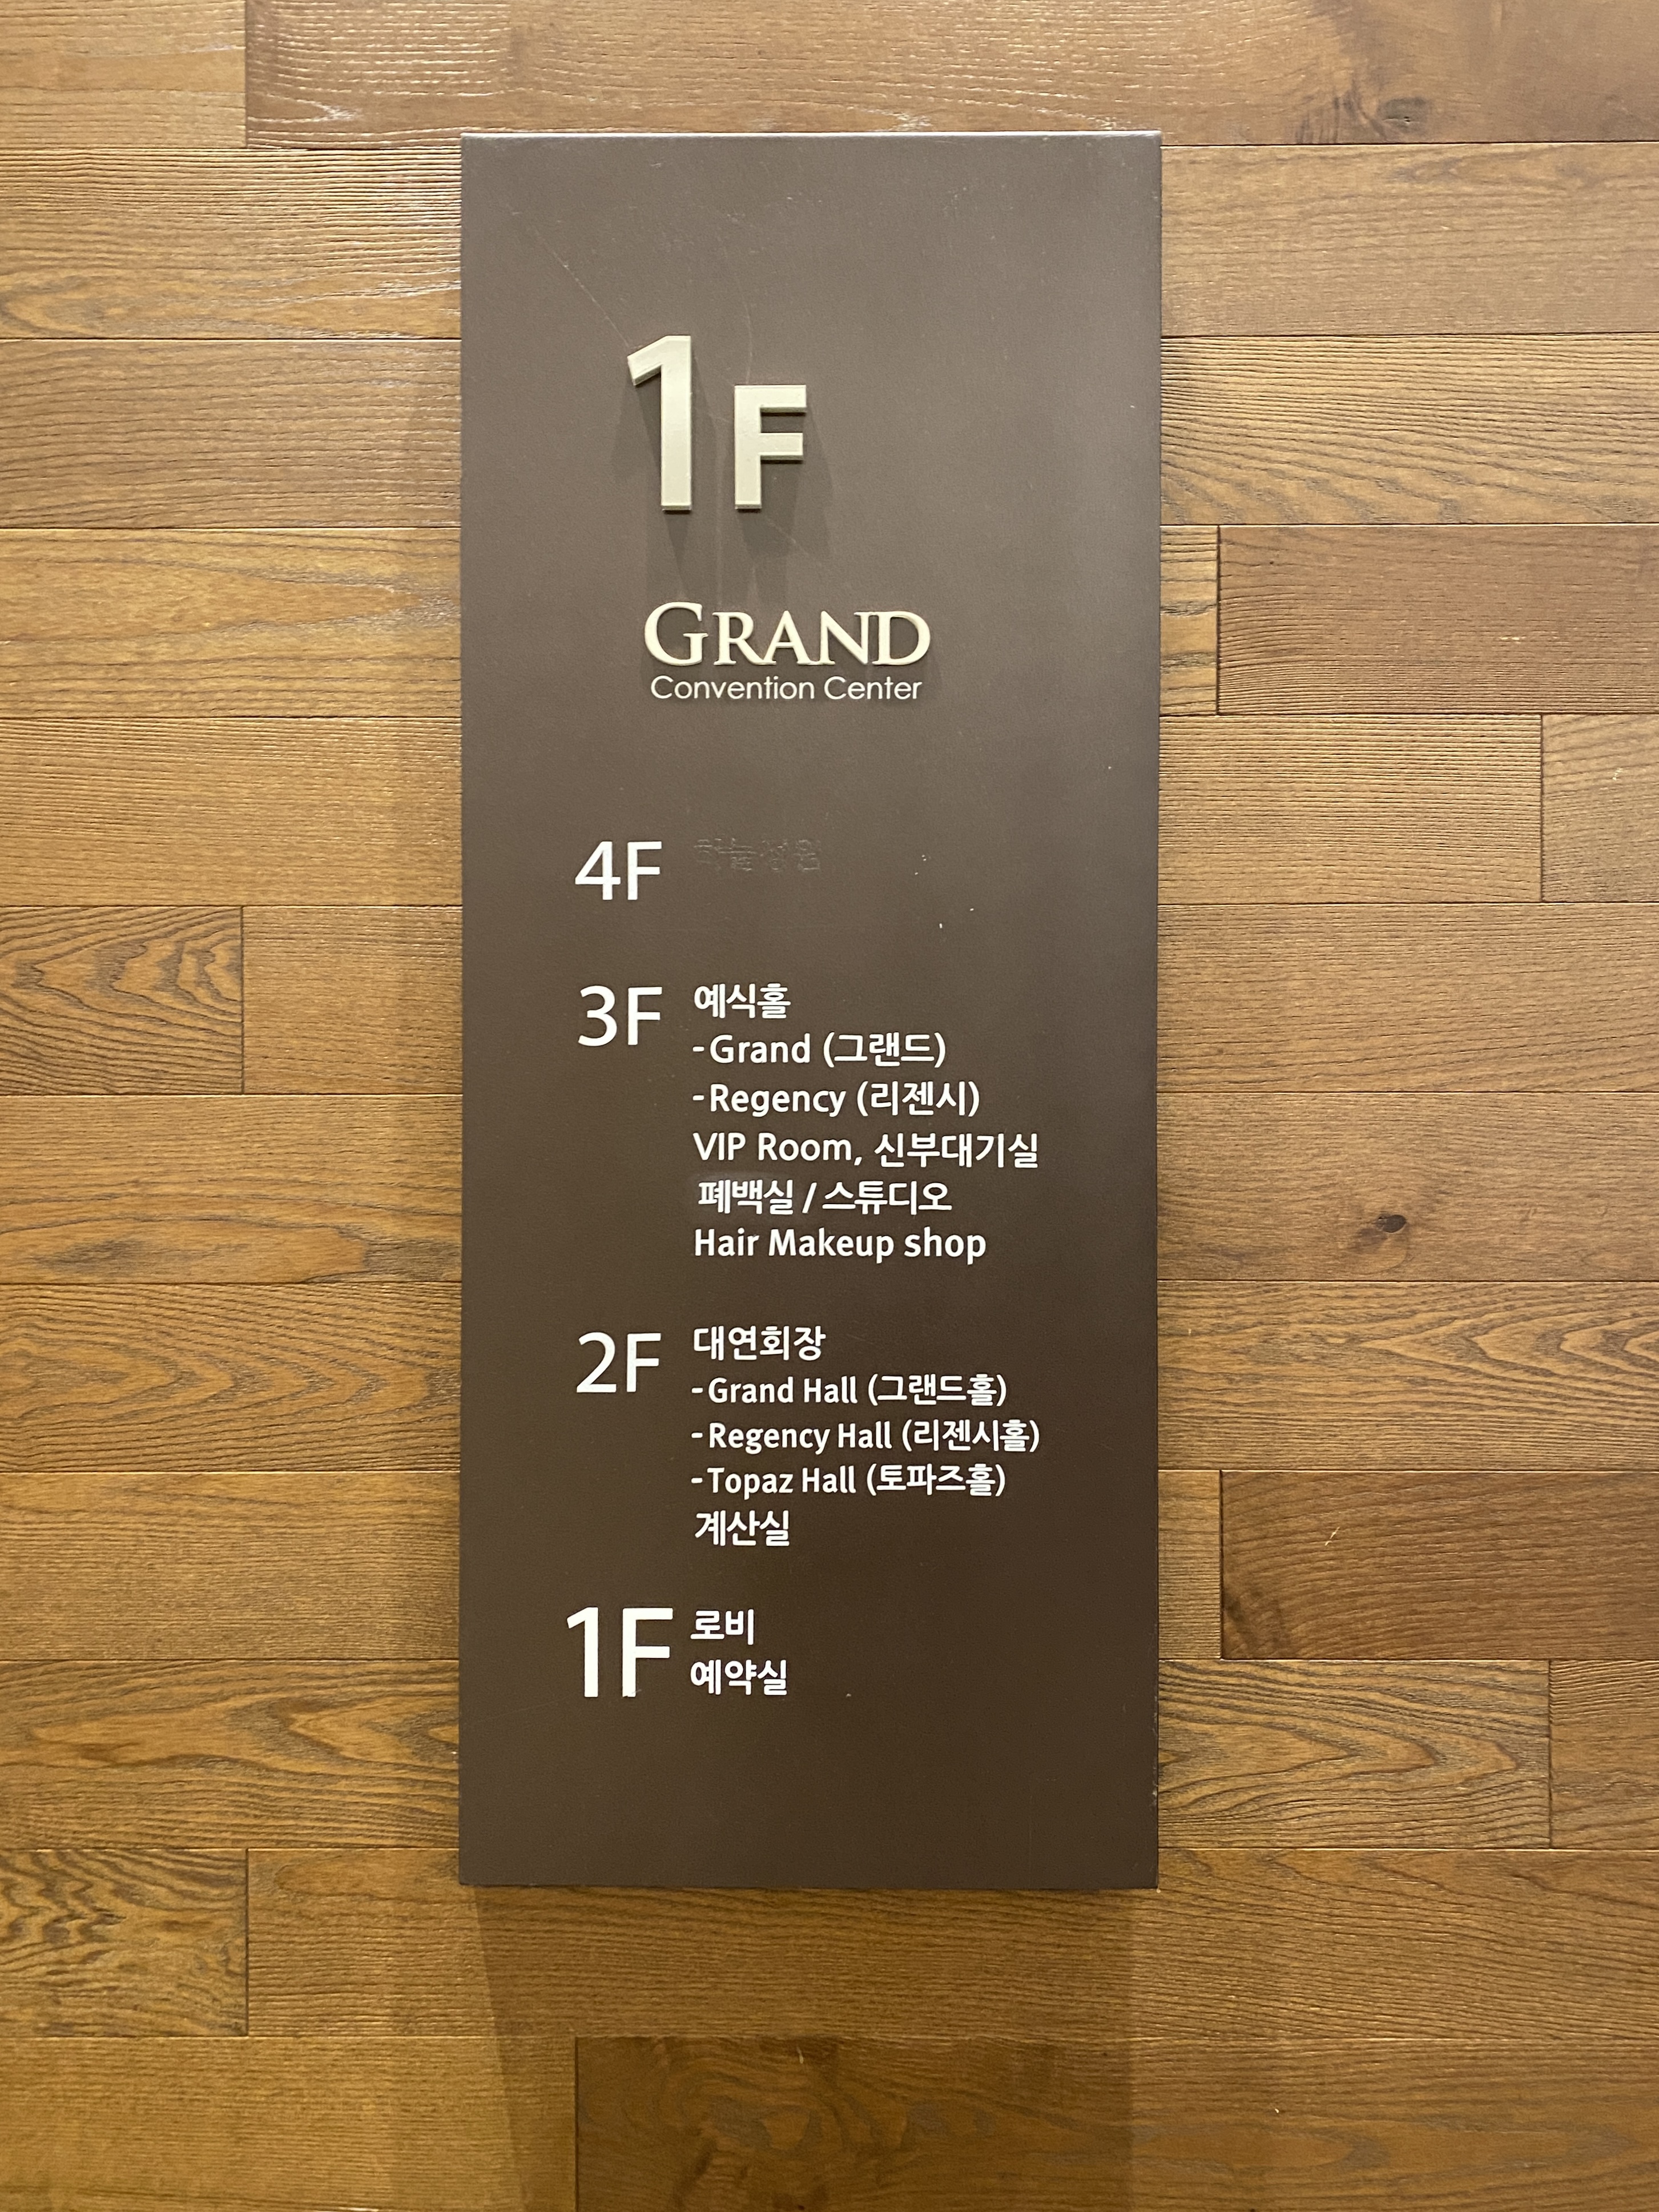 1F
GRAND
Convention Center
4F
3F 예식홀
-Grand (그랜드)
-Regency (리젠시)
VIP Room, 신부대기실
폐백실 / 스튜디오
Hair Makeup shop
2F 대연회장
-Grand Hall (그랜드홀)
-Regency Hall (리젠시홀)
-Topaz Hall (토파즈홀)
계산실
1F 로비
예약실